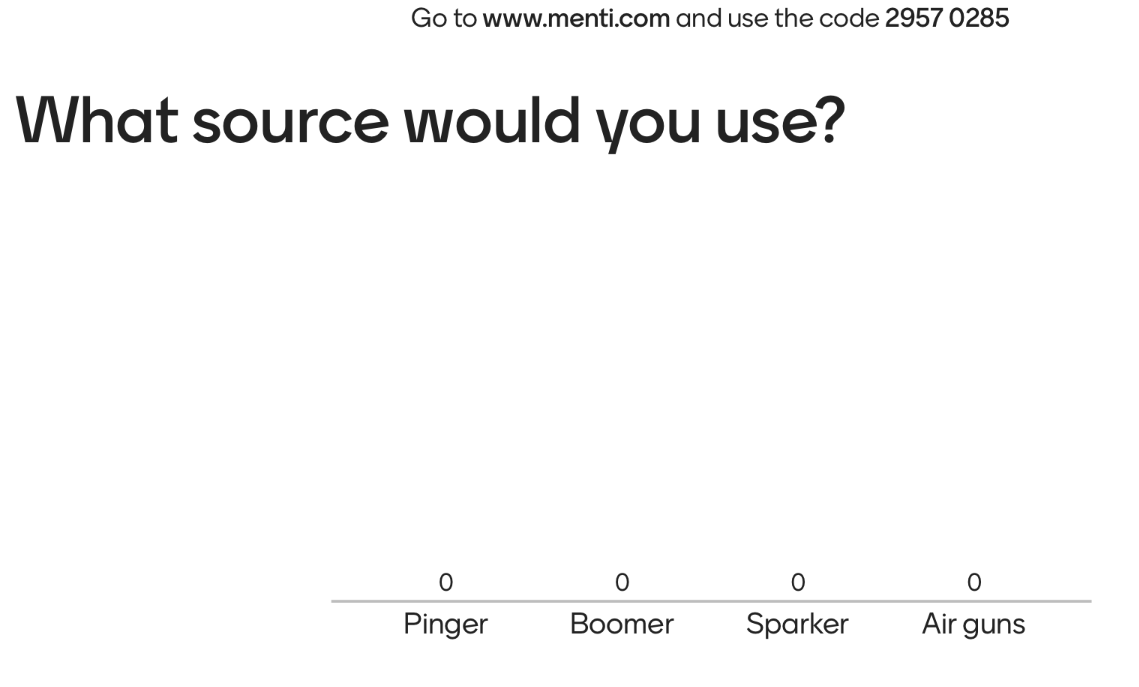 Go to www.menti.com and use the code 2957 0285
What source would you use?
0 0 0 0
Pinger Boomer Sparker Air guns